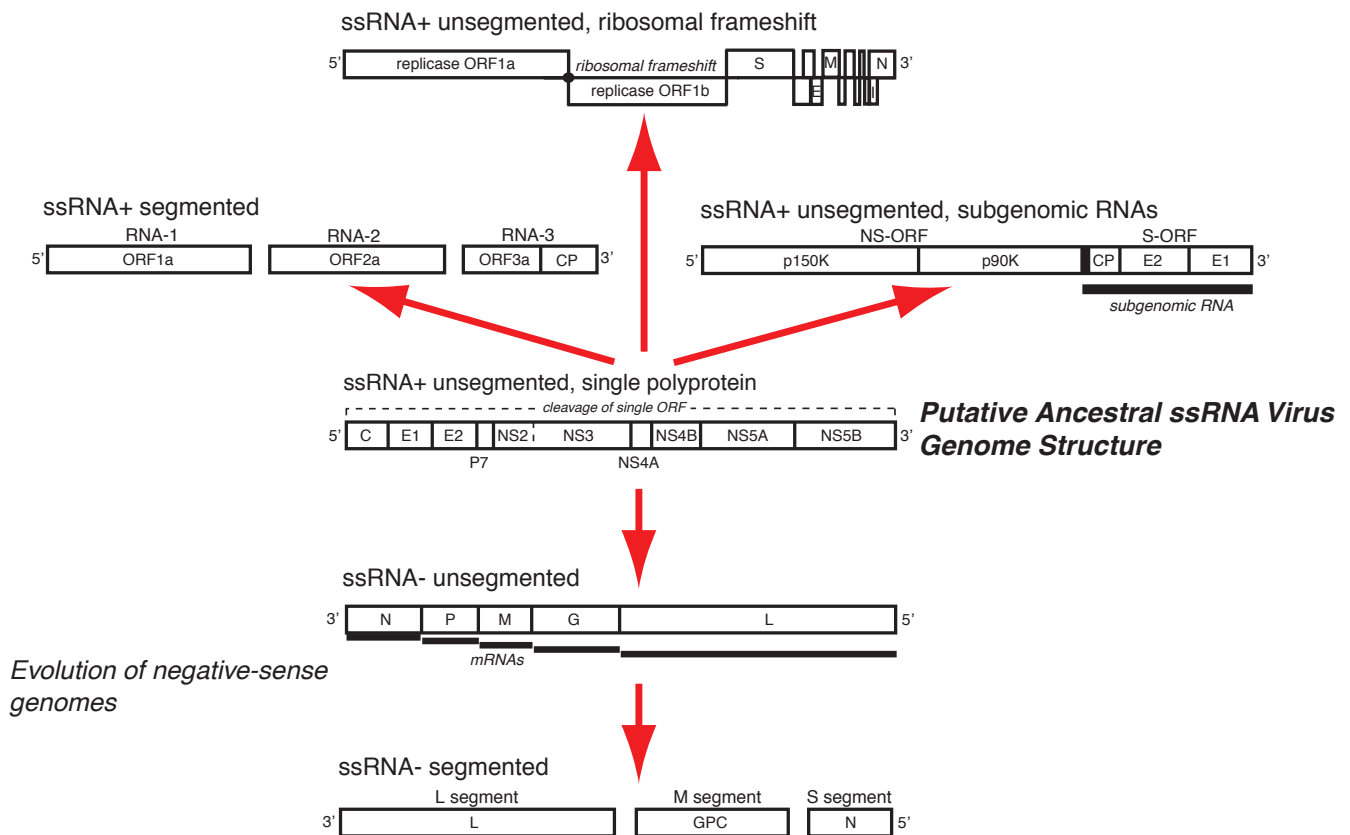 ssRNA+ unsegmented, ribosomal frameshift
5’ replicase ORF1a ribosomal frameshift S M N 3’
replicase ORF1b E I
ssRNA+ segmented
RNA-1 RNA-2 RNA-3
5’ ORF1a ORF2a ORF3a CP 3’
ssRNA+ unsegmented, subgenomic RNAs
NS-ORF S-ORF
5’ p150K p90K CP E2 E1 3’
subgenomic RNA
ssRNA+ unsegmented, single polyprotein
cleavage of single ORF
5’ C E1 E2 NS2 NS3 NS4B NS5A NS5B 3’
P7 NS4A
Putative Ancestral ssRNA Virus
Genome Structure
ssRNA- unsegmented
3’ N P M G L 5’
mRNAs
Evolution of negative-sense
genomes
ssRNA- segmented
L segment M segment S segment
3’ L GPC N 5’